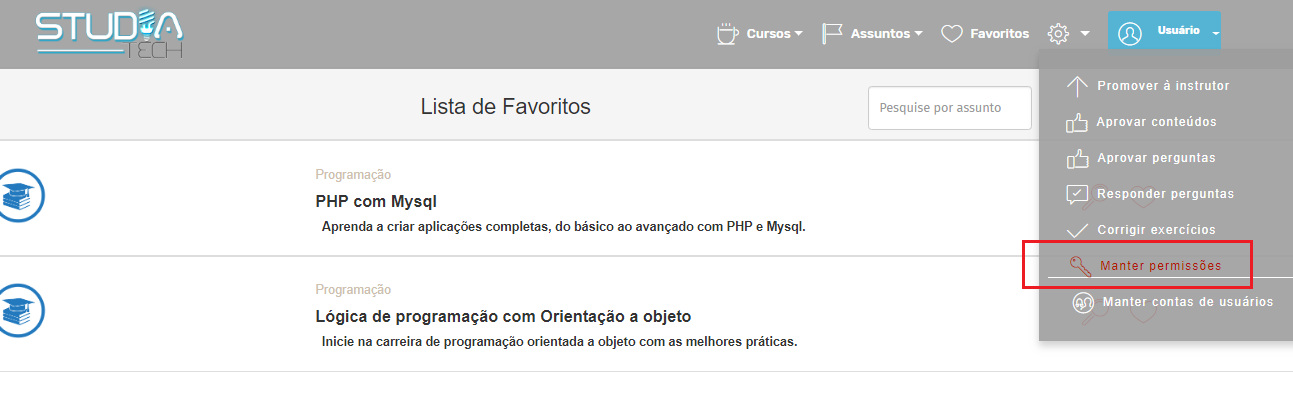 STUDIA
TECH
Cursos
Assuntos
Favoritos
Usuário
Lista de Favoritos
Pesquise por assunto
Promover à instrutor
Aprovar conteúdos
Aprovar perguntas
Responder perguntas
Corrigir exercícios
Manter permissões
Manter contas de usuários
Programação
PHP com Mysql
Aprenda a criar aplicações completas, do básico ao avançado com PHP e Mysql.
Programação
Lógica de programação com Orientação a objeto
Inicie na carreira de programação orientada a objeto com as melhores práticas.